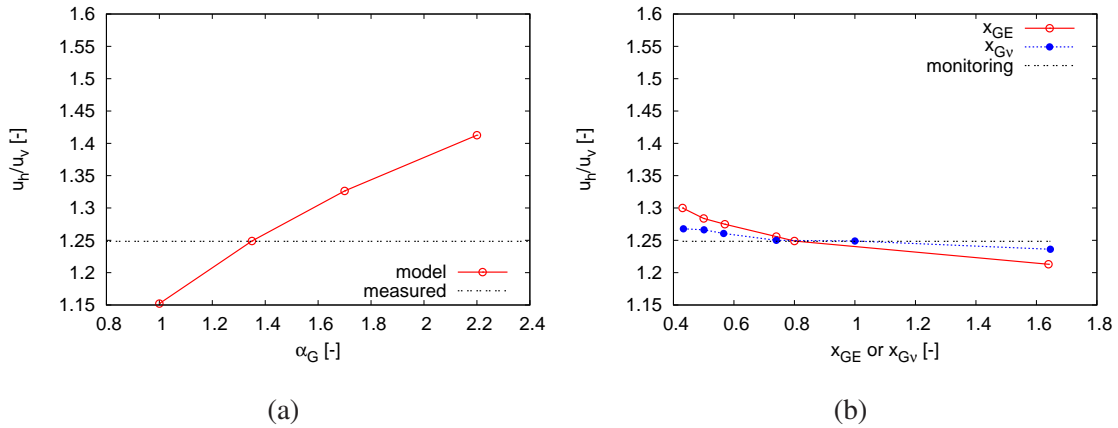 1.6
1.55
1.5
1.45
1.4
1.35
1.3
1.25
1.2
1.15
u_h/u_v [-]
0.8 1 1.2 1.4 1.6 1.8 2 2.2 2.4
α_G [-]
model
measured
(a)
1.6
1.55
1.5
1.45
1.4
1.35
1.3
1.25
1.2
1.15
u_h/u_v [-]
0.4 0.6 0.8 1 1.2 1.4 1.6 1.8
x_GE or x_Gν [-]
x_GE
x_Gν
monitoring
(b)